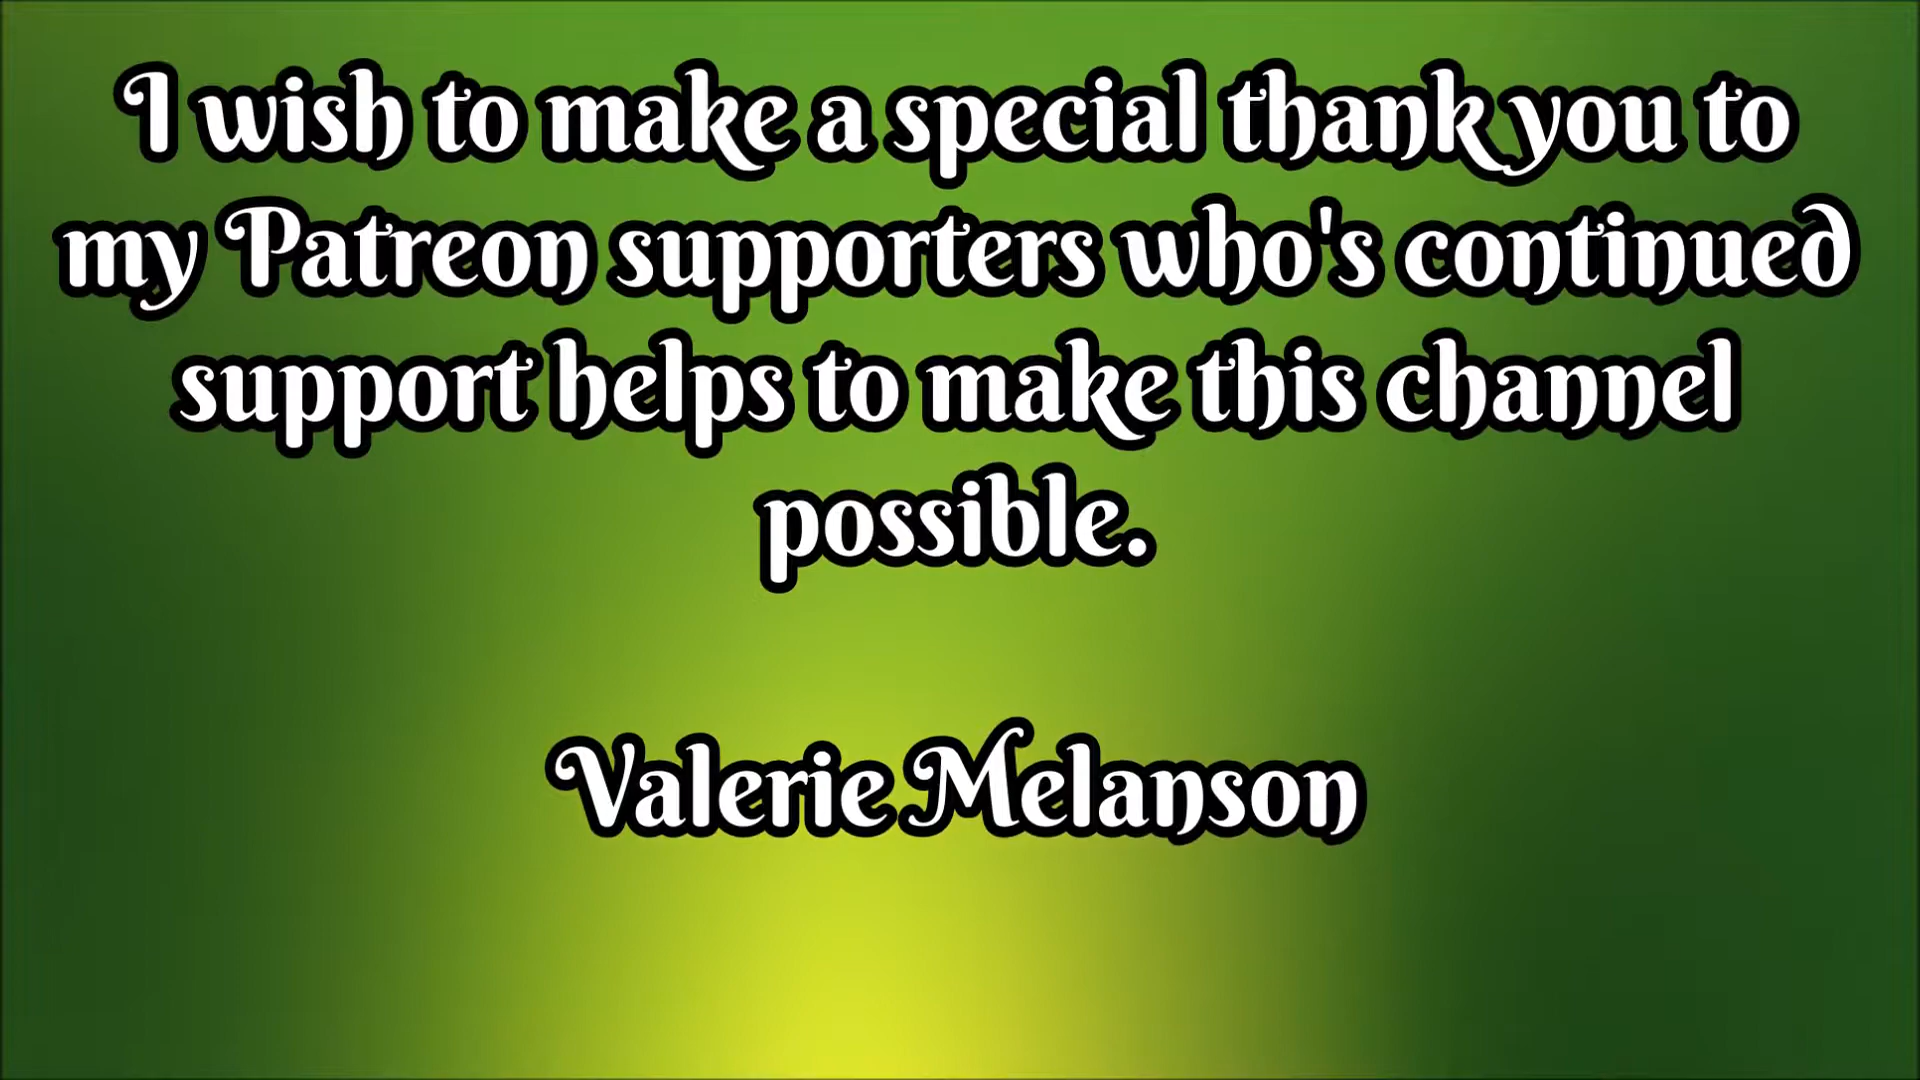 I wish to make a special thank you to
my Patreon supporters who's continued
support helps to make this channel
possible.
Valerie Melanson